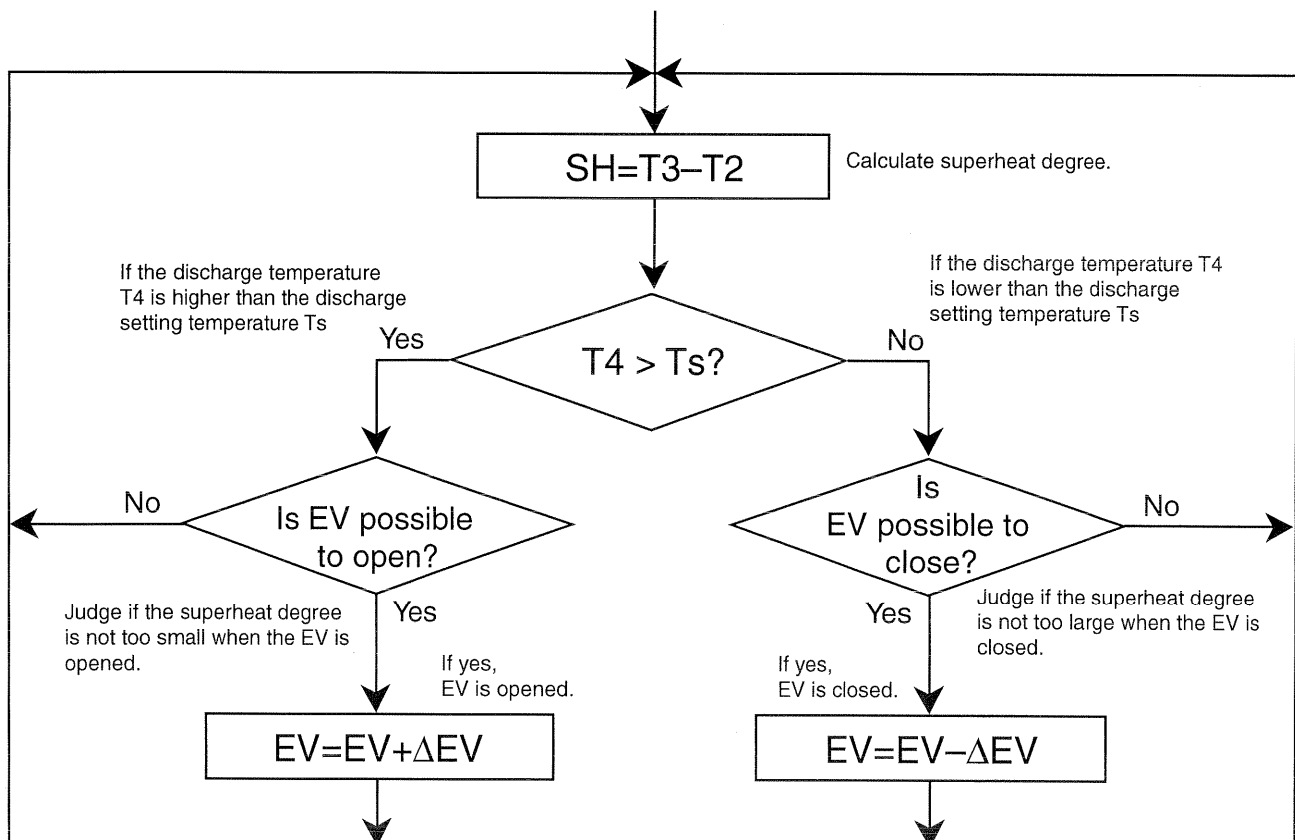 SH=T3–T2
Calculate superheat degree.
If the discharge temperature
T4 is higher than the discharge
setting temperature Ts
If the discharge temperature T4
is lower than the discharge
setting temperature Ts
Yes
T4 > Ts?
No
No
Is EV possible
to open?
Is
EV possible to
close?
No
Judge if the superheat degree
is not too small when the EV is
opened.
Yes
Yes
Judge if the superheat degree
is not too large when the EV is
closed.
If yes,
EV is opened.
If yes,
EV is closed.
EV=EV+ΔEV
EV=EV–ΔEV